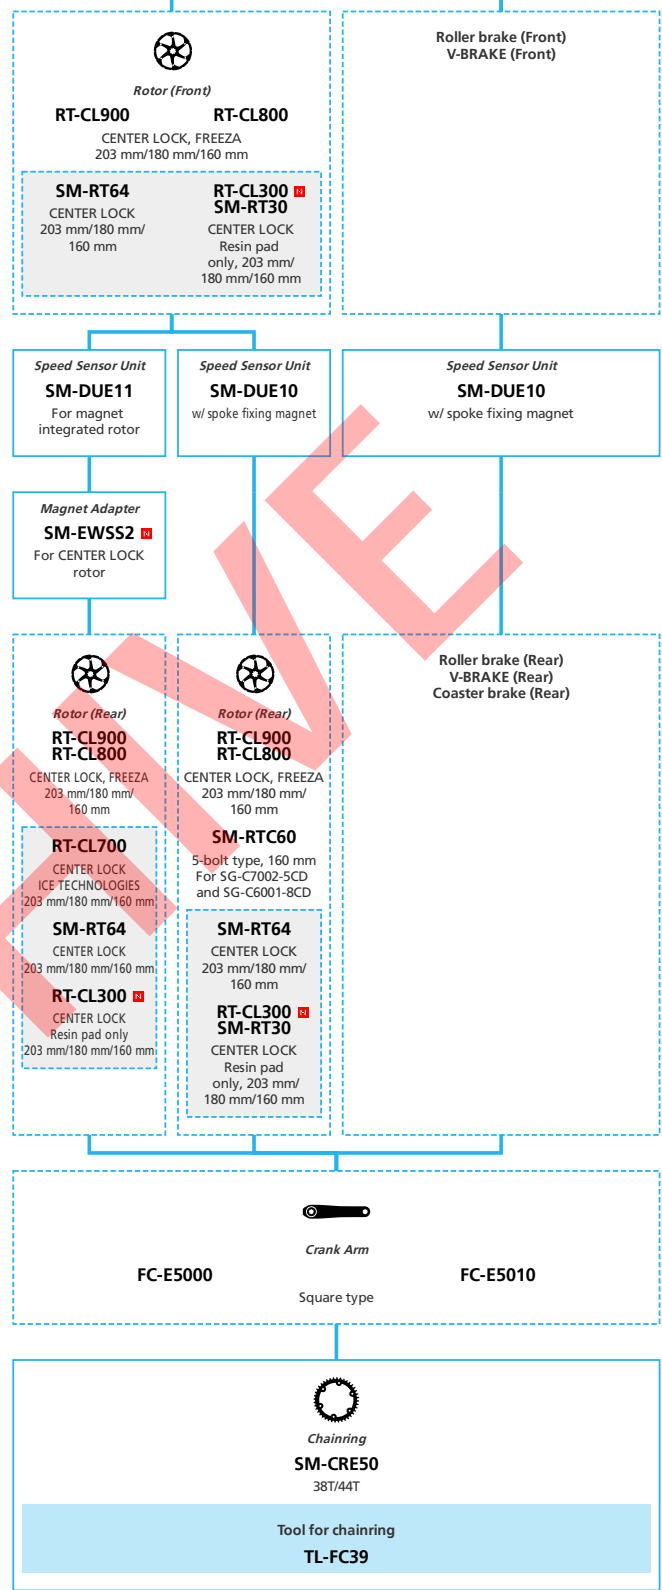 Rotor (Front)
RT-CL900
RT-CL800
CENTER LOCK, FREEZA
203 mm/180 mm/160 mm
SM-RT64
CENTER LOCK
203 mm/180 mm/
160 mm
RT-CL300 N
SM-RT30
CENTER LOCK
Resin pad
only, 203 mm/
180 mm/160 mm
Roller brake (Front)
V-BRAKE (Front)
Speed Sensor Unit
SM-DUE11
For magnet
integrated rotor
Speed Sensor Unit
SM-DUE10
w/ spoke fixing magnet
Speed Sensor Unit
SM-DUE10
w/ spoke fixing magnet
Magnet Adapter
SM-EWSS2 N
For CENTER LOCK
rotor
Rotor (Rear)
RT-CL900
RT-CL800
CENTER LOCK, FREEZA
203 mm/180 mm/
160 mm
RT-CL700
CENTER LOCK
ICE TECHNOLOGIES
203 mm/180 mm/160 mm
SM-RT64
CENTER LOCK
203 mm/180 mm/160 mm
RT-CL300 N
CENTER LOCK
Resin pad only
203 mm/180 mm/160 mm
Rotor (Rear)
RT-CL900
RT-CL800
CENTER LOCK, FREEZA
203 mm/180 mm/
160 mm
SM-RTC60
5-bolt type, 160 mm
For SG-C7002-5CD
and SG-C6001-8CD
SM-RT64
CENTER LOCK
203 mm/180 mm/
160 mm
RT-CL300 N
SM-RT30
CENTER LOCK
Resin pad
only, 203 mm/
180 mm/160 mm
Roller brake (Rear)
V-BRAKE (Rear)
Coaster brake (Rear)
Crank Arm
FC-E5000
FC-E5010
Square type
Chainring
SM-CRE50
38T/44T
Tool for chainring
TL-FC39
HIVE